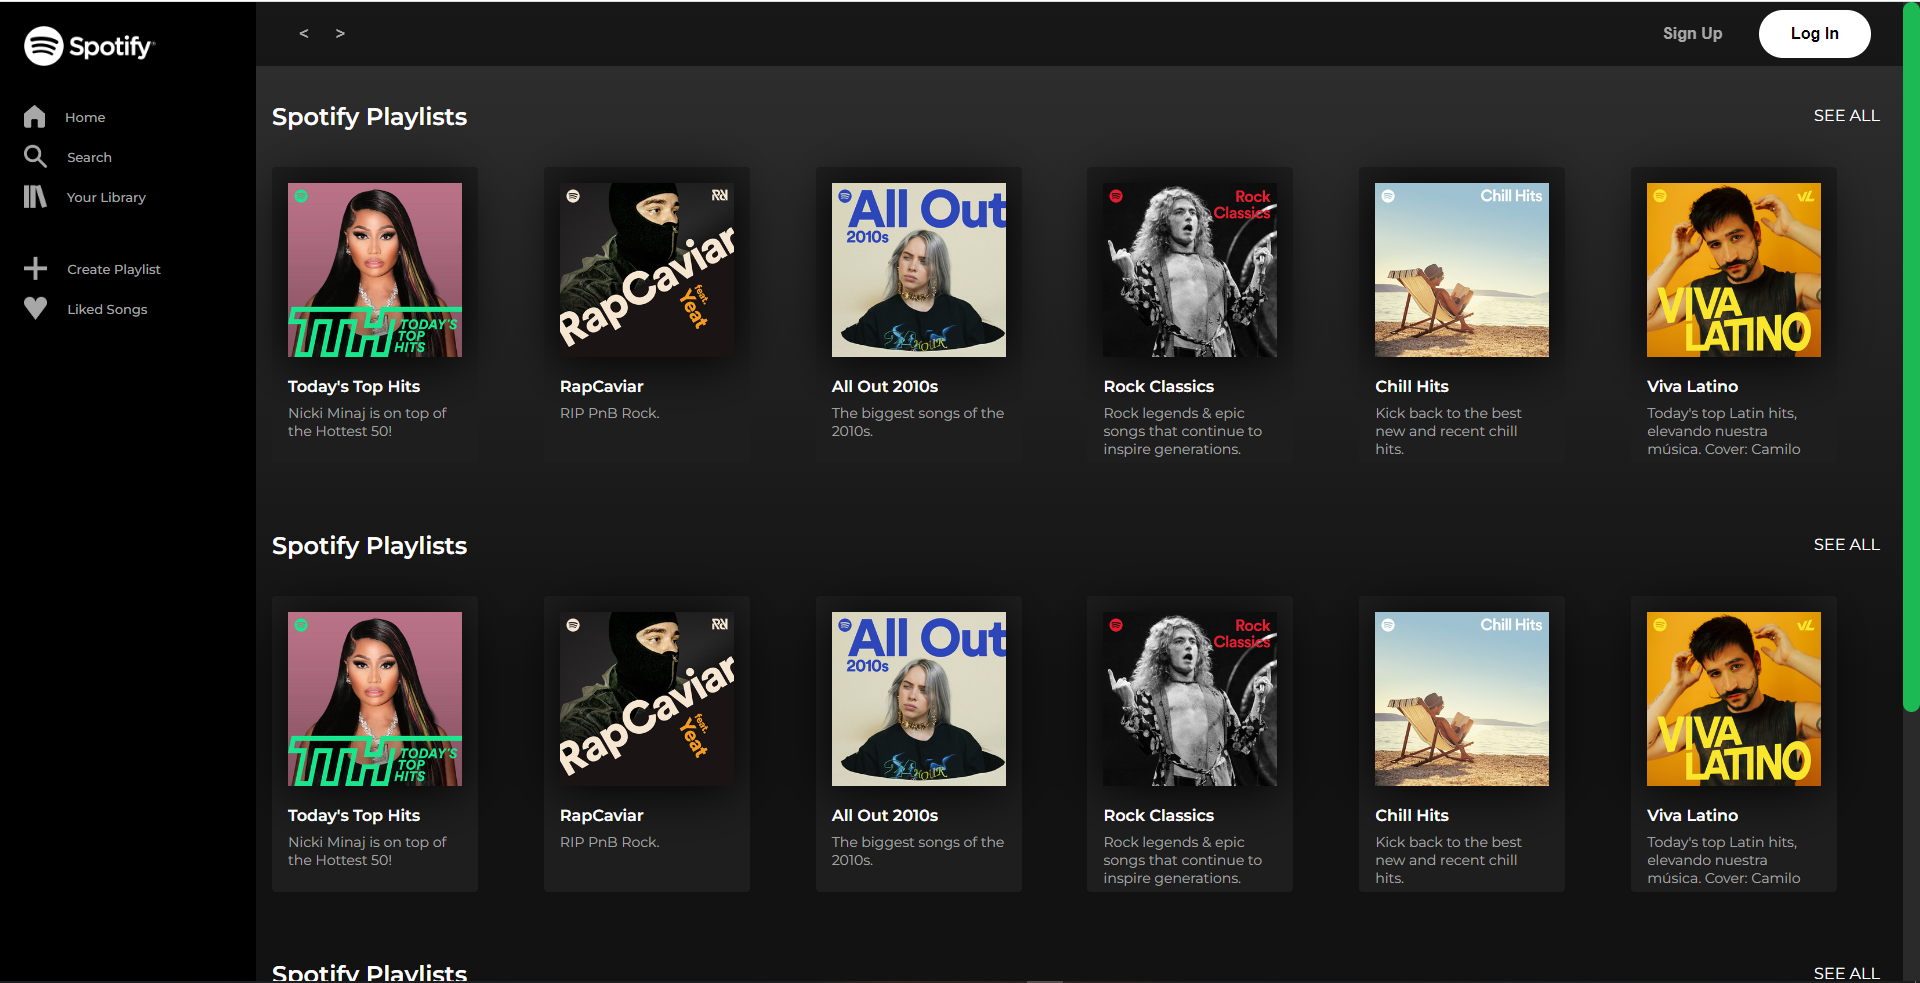 Spotify
Home
Search
Your Library
Create Playlist
Liked Songs
< >
Sign Up
Log In
Spotify Playlists
SEE ALL
TTH TODAY'S
TOP
HITS
Today's Top Hits
Nicki Minaj is on top of
the Hottest 50!
RapCaviar
feat.
Yeat
RapCaviar
RIP PnB Rock.
All Out
2010s
All Out 2010s
The biggest songs of the
2010s.
Rock
Classics
Rock Classics
Rock legends & epic
songs that continue to
inspire generations.
Chill Hits
Chill Hits
Kick back to the best
new and recent chill
hits.
VL
VIVA
LATINO
Viva Latino
Today's top Latin hits,
elevando nuestra
música. Cover: Camilo
Spotify Playlists
SEE ALL
TTH TODAY'S
TOP
HITS
Today's Top Hits
Nicki Minaj is on top of
the Hottest 50!
RapCaviar
feat.
Yeat
RapCaviar
RIP PnB Rock.
All Out
2010s
All Out 2010s
The biggest songs of the
2010s.
Rock
Classics
Rock Classics
Rock legends & epic
songs that continue to
inspire generations.
Chill Hits
Chill Hits
Kick back to the best
new and recent chill
hits.
VL
VIVA
LATINO
Viva Latino
Today's top Latin hits,
elevando nuestra
música. Cover: Camilo
Spotify Playlists
SEE ALL